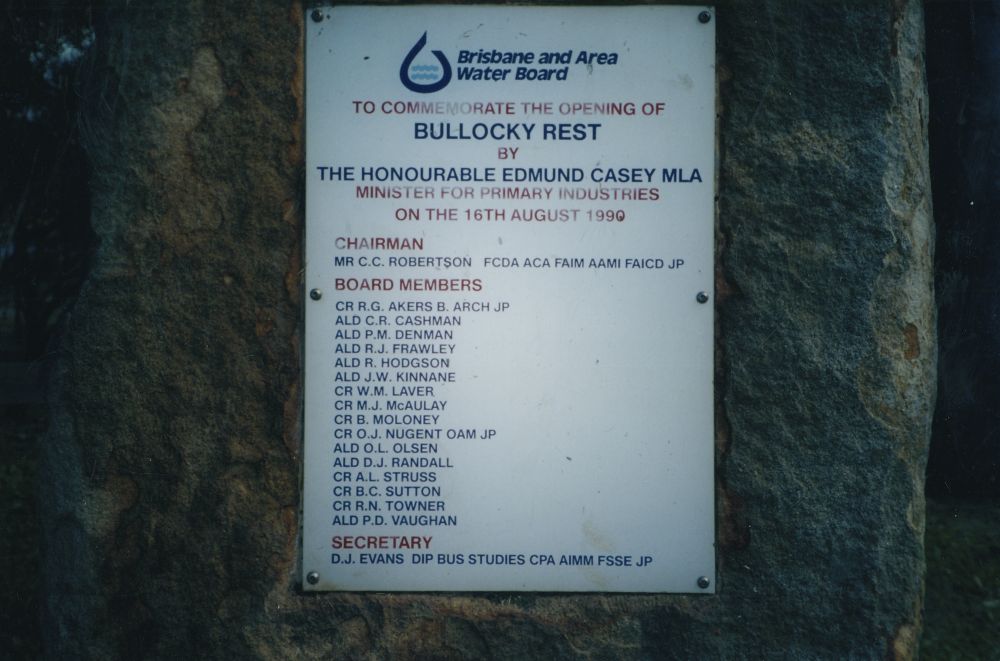 Brisbane and Area
Water Board
TO COMMEMORATE THE OPENING OF
BULLOCKY REST
BY
THE HONOURABLE EDMUND CASEY MLA
MINISTER FOR PRIMARY INDUSTRIES
ON THE 16TH AUGUST 1990
CHAIRMAN
MR C.C. ROBERTSON FCDA ACA FAIM AAMI FAICD JP
BOARD MEMBERS
CR R.G. AKERS B. ARCH JP
ALD C.R. CASHMAN
ALD P.M. DENMAN
ALD R.J. FRAWLEY
ALD R. HODGSON
ALD J.W. KINNANE
CR W.M. LAVER
CR M.J. McAULAY
CR B. MOLONEY
CR O.J. NUGENT OAM JP
ALD O.L. OLSEN
ALD D.J. RANDALL
CR A.L. STRUSS
CR B.C. SUTTON
CR R.N. TOWNER
ALD P.D. VAUGHAN
SECRETARY
D.J. EVANS DIP BUS STUDIES CPA AIMM FSSE JP